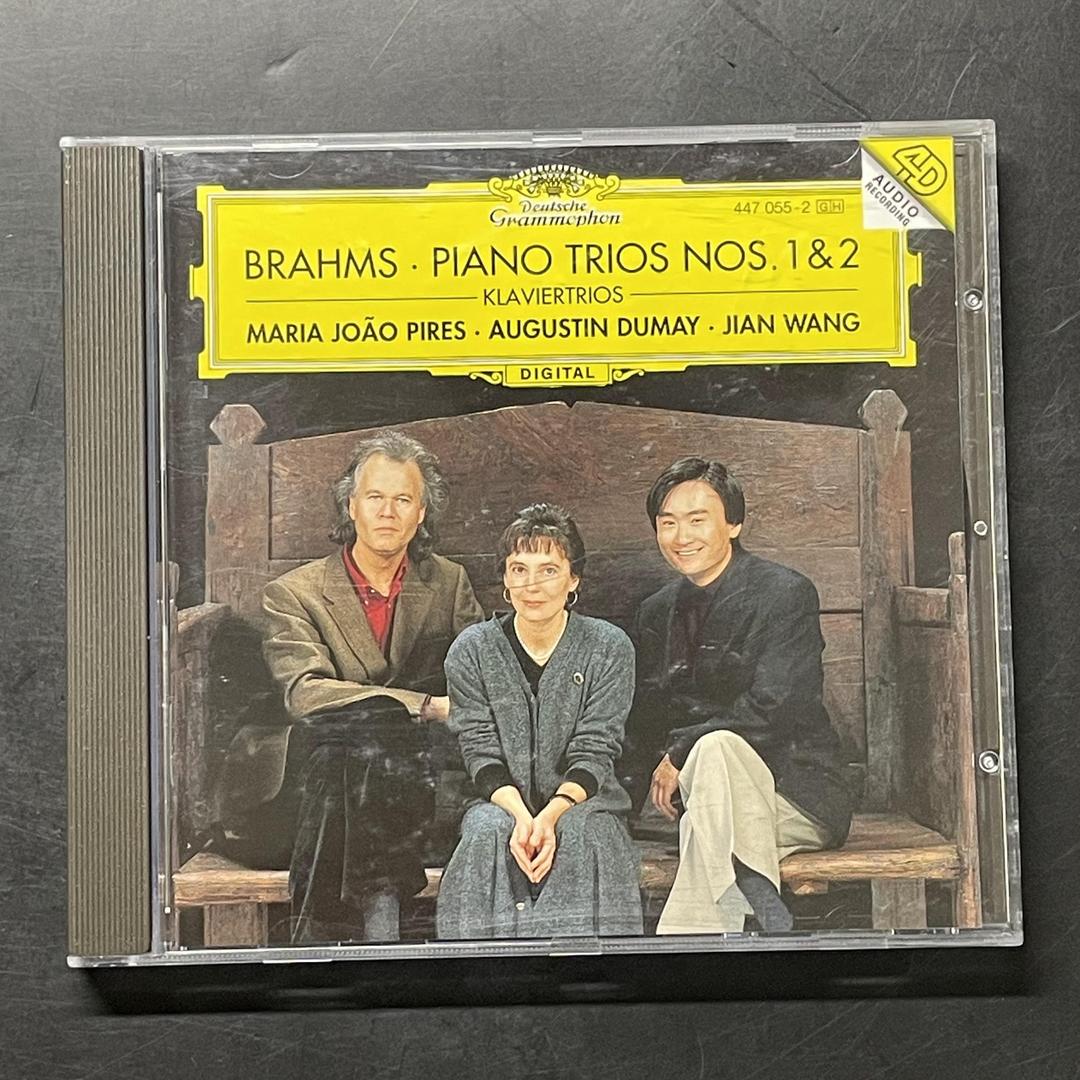 Deutsche
Grammophon
447 055-2 GH
4D
AUDIO
RECORDING
BRAHMS · PIANO TRIOS NOS. 1 & 2
KLAVIERTRIOS
MARIA JOÃO PIRES · AUGUSTIN DUMAY · JIAN WANG
DIGITAL